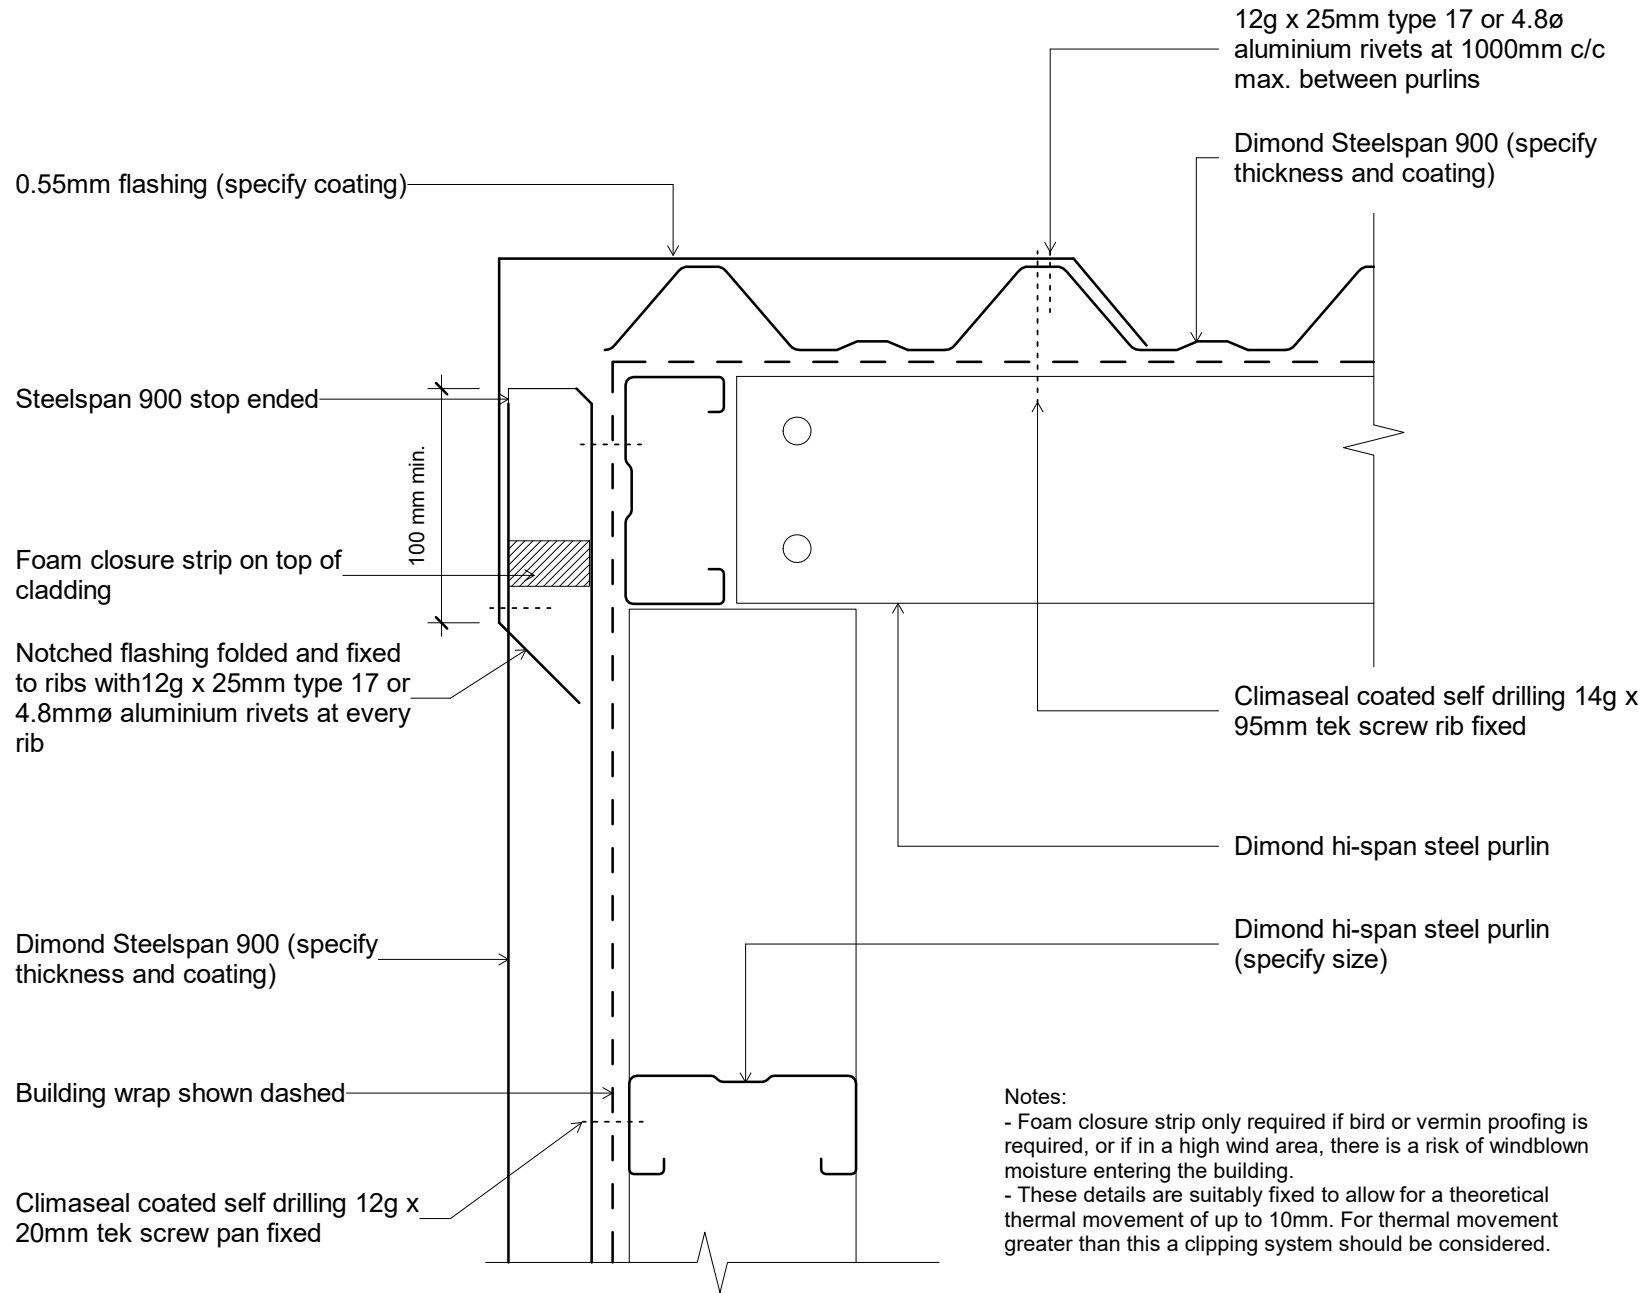 12g x 25mm type 17 or 4.8ø
aluminium rivets at 1000mm c/c
max. between purlins
Dimond Steelspan 900 (specify
thickness and coating)
0.55mm flashing (specify coating)
Steelspan 900 stop ended
100 mm min.
Foam closure strip on top of
cladding
Notched flashing folded and fixed
to ribs with12g x 25mm type 17 or
4.8mmø aluminium rivets at every
rib
Climaseal coated self drilling 14g x
95mm tek screw rib fixed
Dimond hi-span steel purlin
Dimond hi-span steel purlin
(specify size)
Dimond Steelspan 900 (specify
thickness and coating)
Building wrap shown dashed
Climaseal coated self drilling 12g x
20mm tek screw pan fixed
Notes:
- Foam closure strip only required if bird or vermin proofing is
required, or if in a high wind area, there is a risk of windblown
moisture entering the building.
- These details are suitably fixed to allow for a theoretical
thermal movement of up to 10mm. For thermal movement
greater than this a clipping system should be considered.